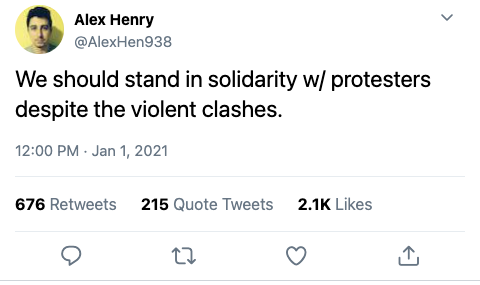 Alex Henry
@AlexHen938
We should stand in solidarity w/ protesters
despite the violent clashes.
12:00 PM · Jan 1, 2021
676 Retweets 215 Quote Tweets 2.1K Likes